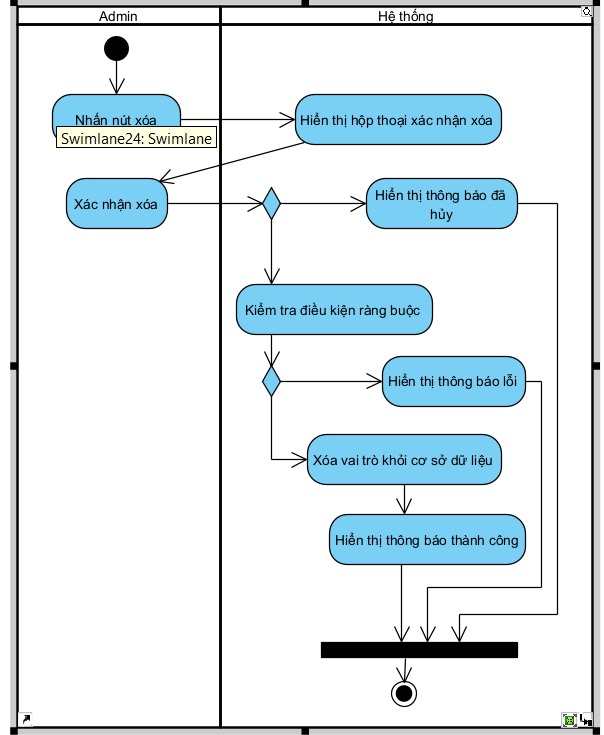 Admin
Hệ thống
Nhấn nút xóa
Hiển thị hộp thoại xác nhận xóa
Swimlane24: Swimlane
Xác nhận xóa
Hiển thị thông báo đã
hủy
Kiểm tra điều kiện ràng buộc
Hiển thị thông báo lỗi
Xóa vai trò khỏi cơ sở dữ liệu
Hiển thị thông báo thành công